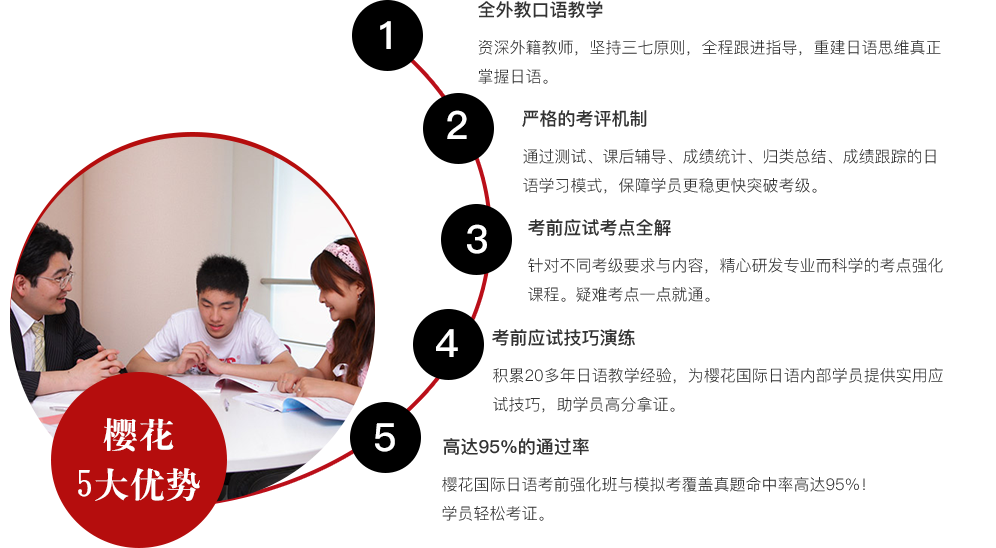 1
全外教口语教学
资深外籍教师，坚持三七原则，全程跟进指导，重建日语思维真正
掌握日语。
2
严格的考评机制
通过测试、课后辅导、成绩统计、归类总结、成绩跟踪的日
语学习模式，保障学员更稳更快突破考级。
3
考前应试考点全解
针对不同考级要求与内容，精心研发专业而科学的考点强化
课程。疑难考点一点就通。
4
考前应试技巧演练
积累20多年日语教学经验，为樱花国际日语内部学员提供实用应
试技巧，助学员高分拿证。
5
高达95%的通过率
樱花国际日语考前强化班与模拟考覆盖真题命中率高达95%！
学员轻松考证。
樱花
5大优势